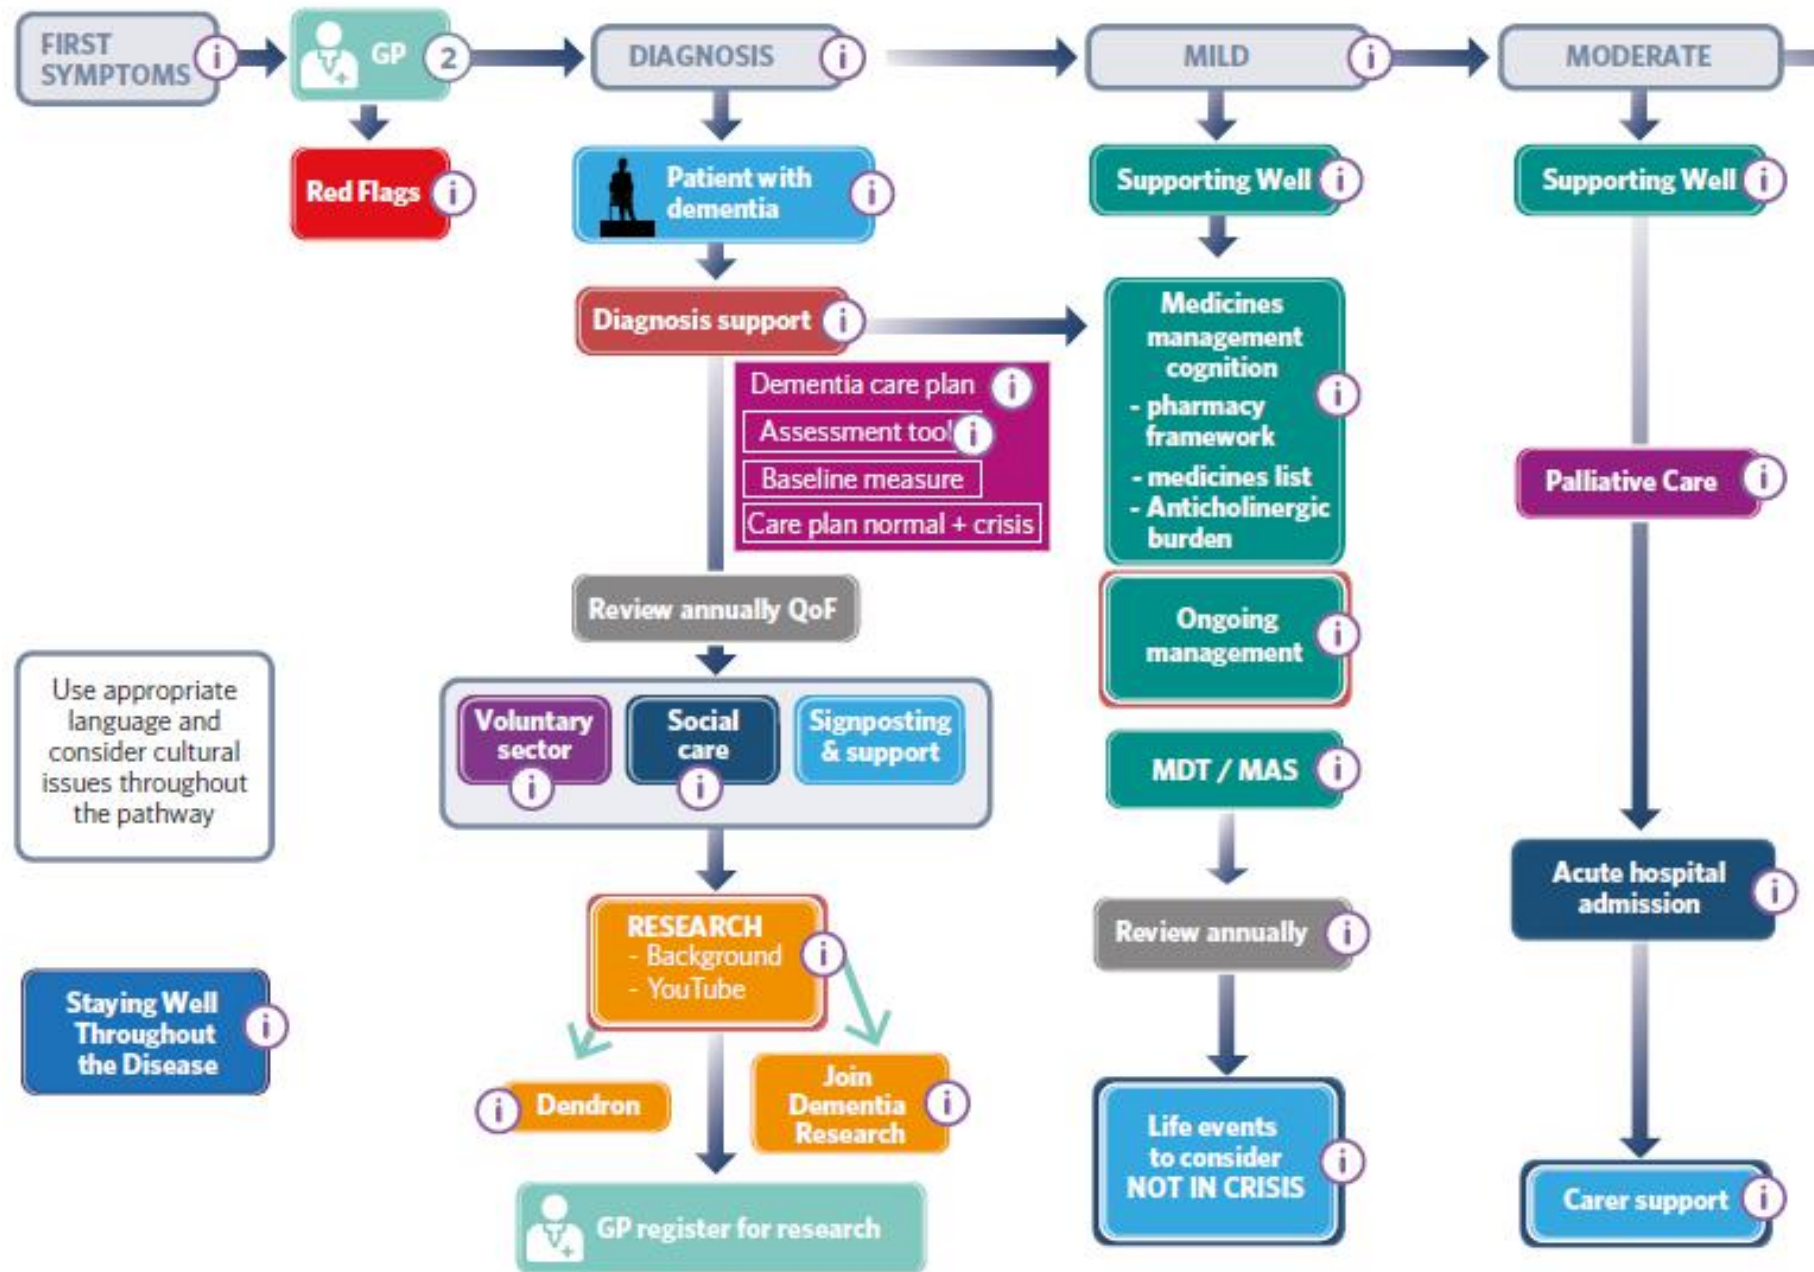 FIRST
SYMPTOMS
i
GP
2
DIAGNOSIS
i
MILD
i
MODERATE
Red Flags
i
Patient with
dementia
i
Supporting Well
i
Supporting Well
i
Diagnosis support
i
Dementia care plan
i
Assessment tool
i
Baseline measure
Care plan normal + crisis
Medicines
management
cognition
- pharmacy
framework
- medicines list
- Anticholinergic
burden
i
Palliative Care
i
Review annually QoF
Ongoing
management
i
Use appropriate
language and
consider cultural
issues throughout
the pathway
Voluntary
sector
i
Social
care
i
Signposting
& support
MDT / MAS
i
Acute hospital
admission
i
RESEARCH
- Background
- YouTube
i
Review annually
i
Staying Well
Throughout
the Disease
i
i
Dendron
Join
Dementia
Research
i
Life events
to consider
NOT IN CRISIS
i
Carer support
i
GP register for research